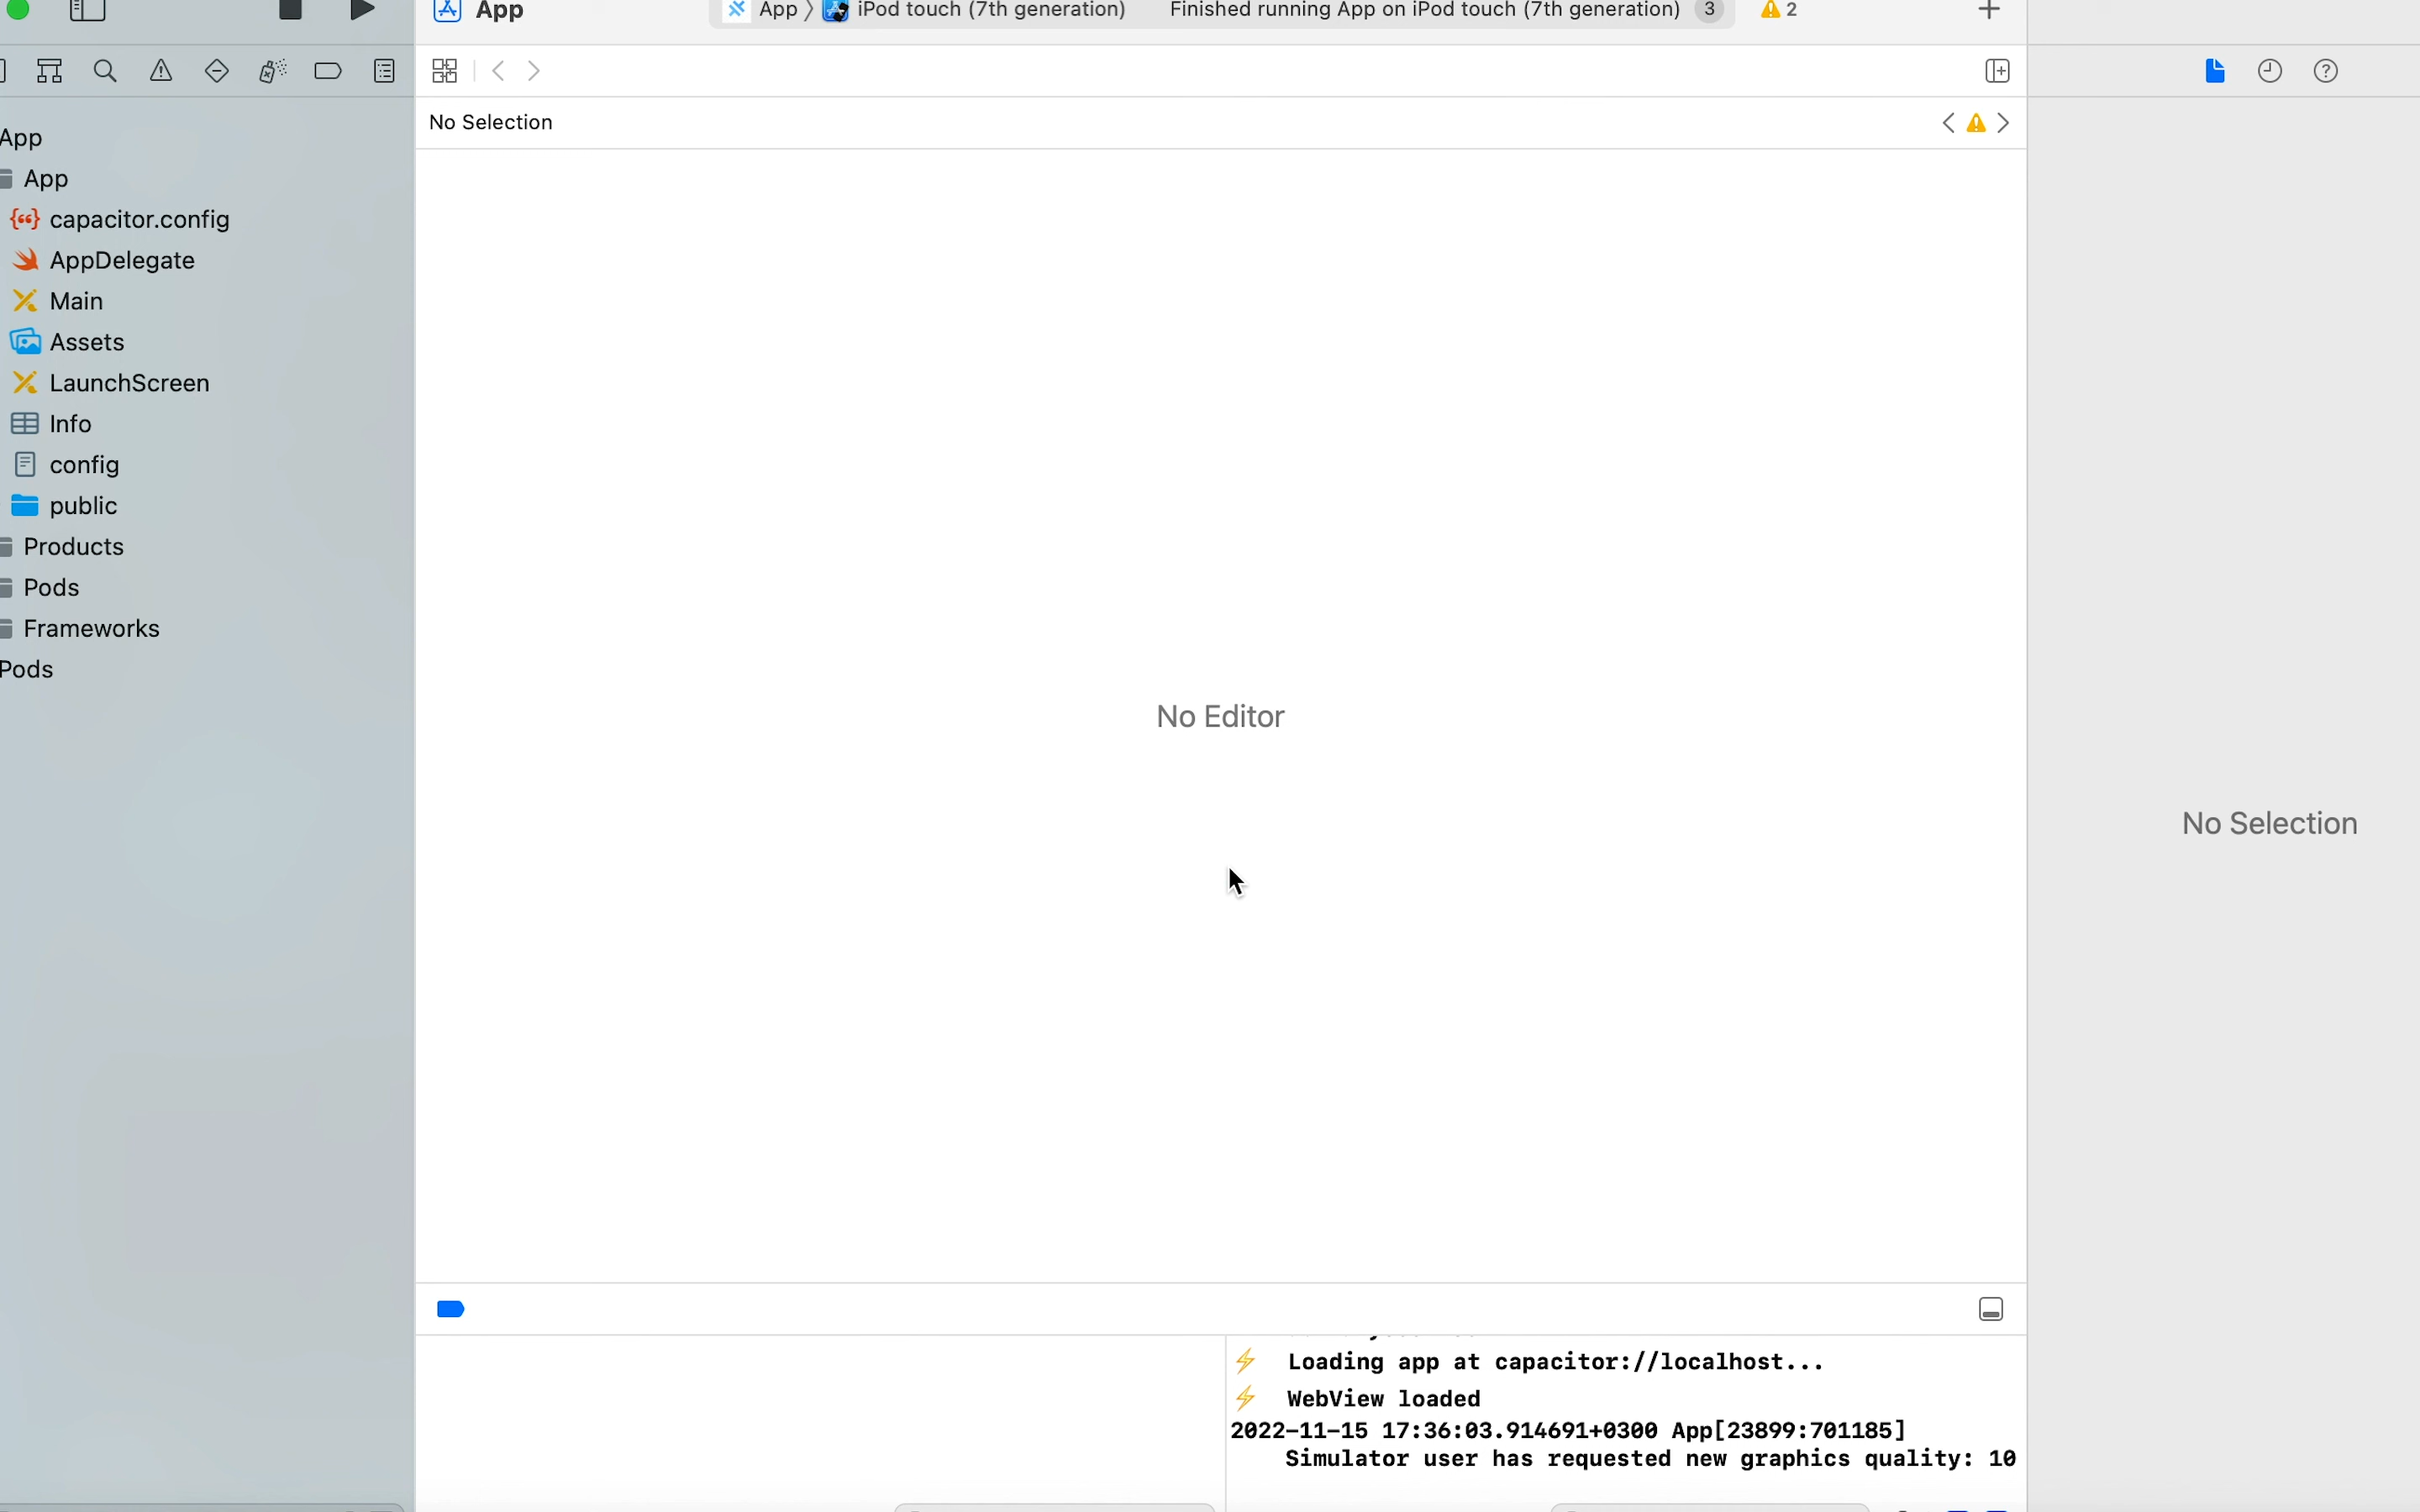 App
App
iPod touch (7th generation)
Finished running App on iPod touch (7th generation)
3
2
No Selection
App
App
capacitor.config
AppDelegate
Main
Assets
LaunchScreen
Info
config
public
Products
Pods
Frameworks
Pods
No Editor
No Selection
Loading app at capacitor://localhost...
WebView loaded
2022-11-15 17:36:03.914691+0300 App[23899:701185]
Simulator user has requested new graphics quality: 10